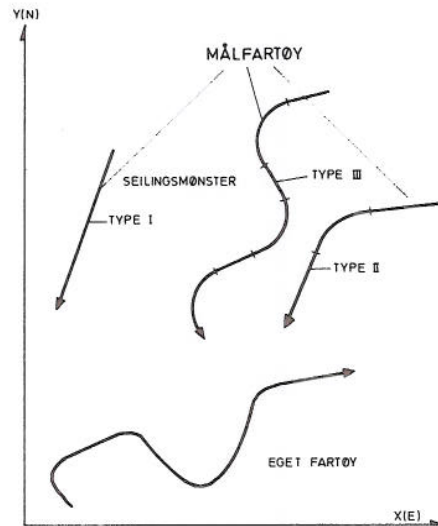 Y(N)
MÅLFARTØY
TYPE III
SEILINGSMØNSTER
TYPE I
TYPE II
EGET FARTØY
X(E)